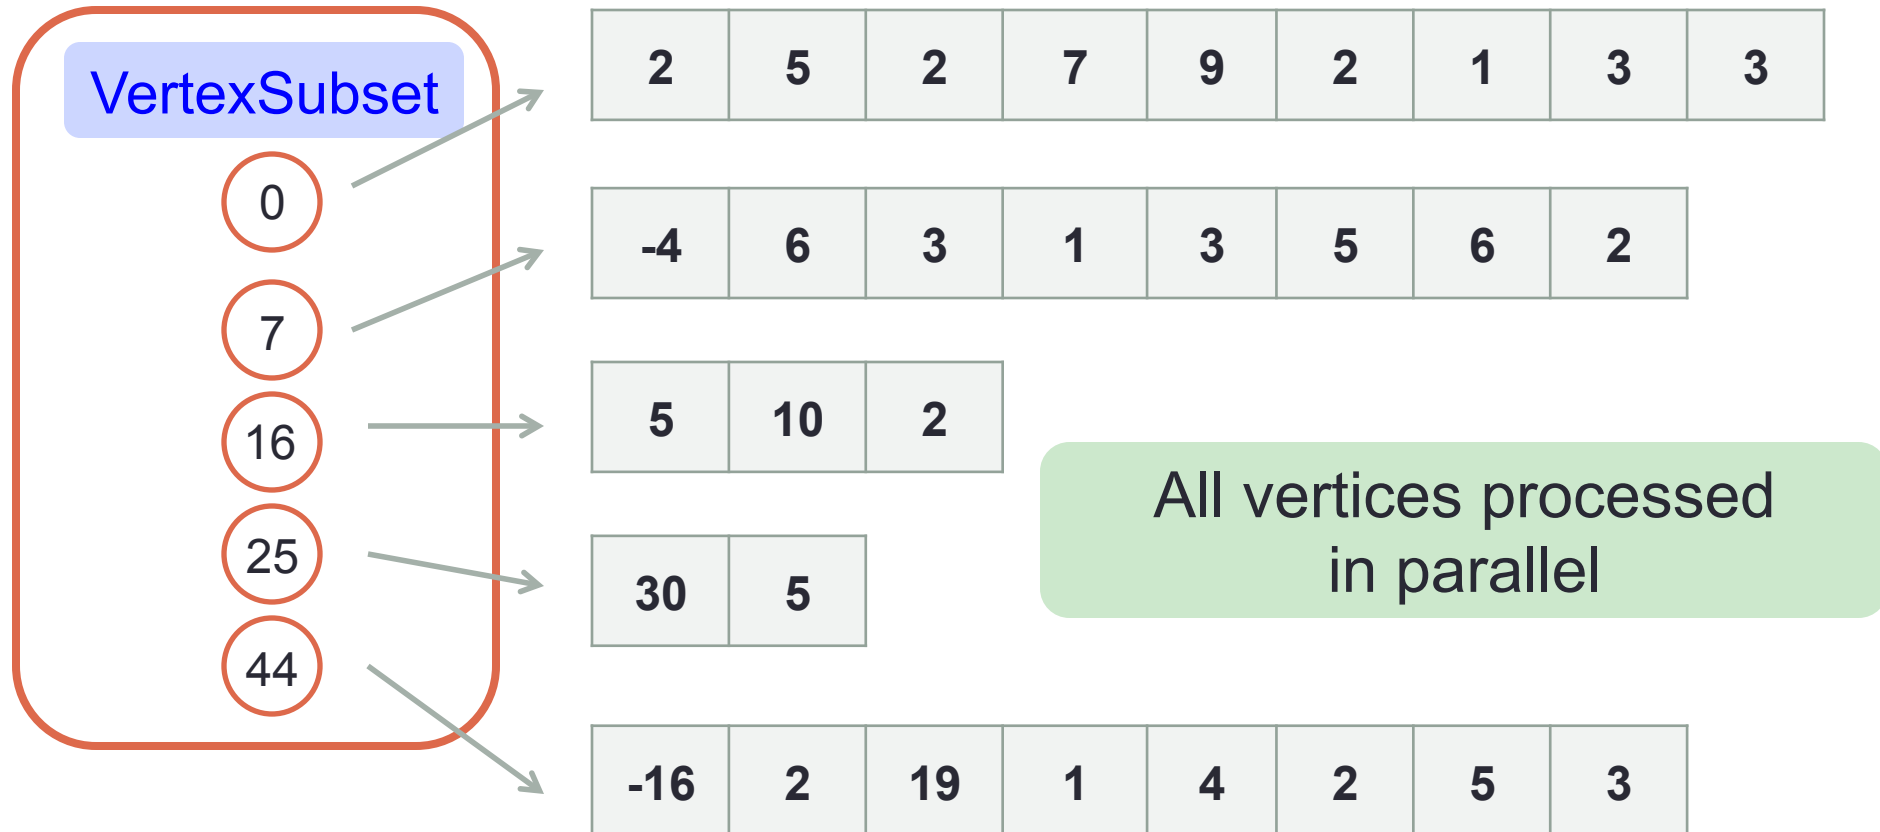 VertexSubset
0
7
16
25
44
2 5 2 7 9 2 1 3 3
-4 6 3 1 3 5 6 2
5 10 2
30 5
-16 2 19 1 4 2 5 3
All vertices processed
in parallel